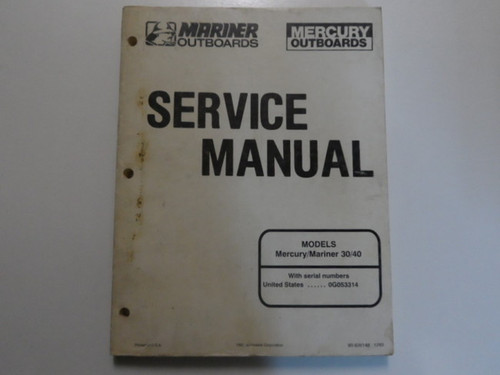 MARINER
OUTBOARDS
MERCURY
OUTBOARDS
SERVICE
MANUAL
MODELS
Mercury/Mariner 30/40
With serial numbers
United States ...... 0G053314